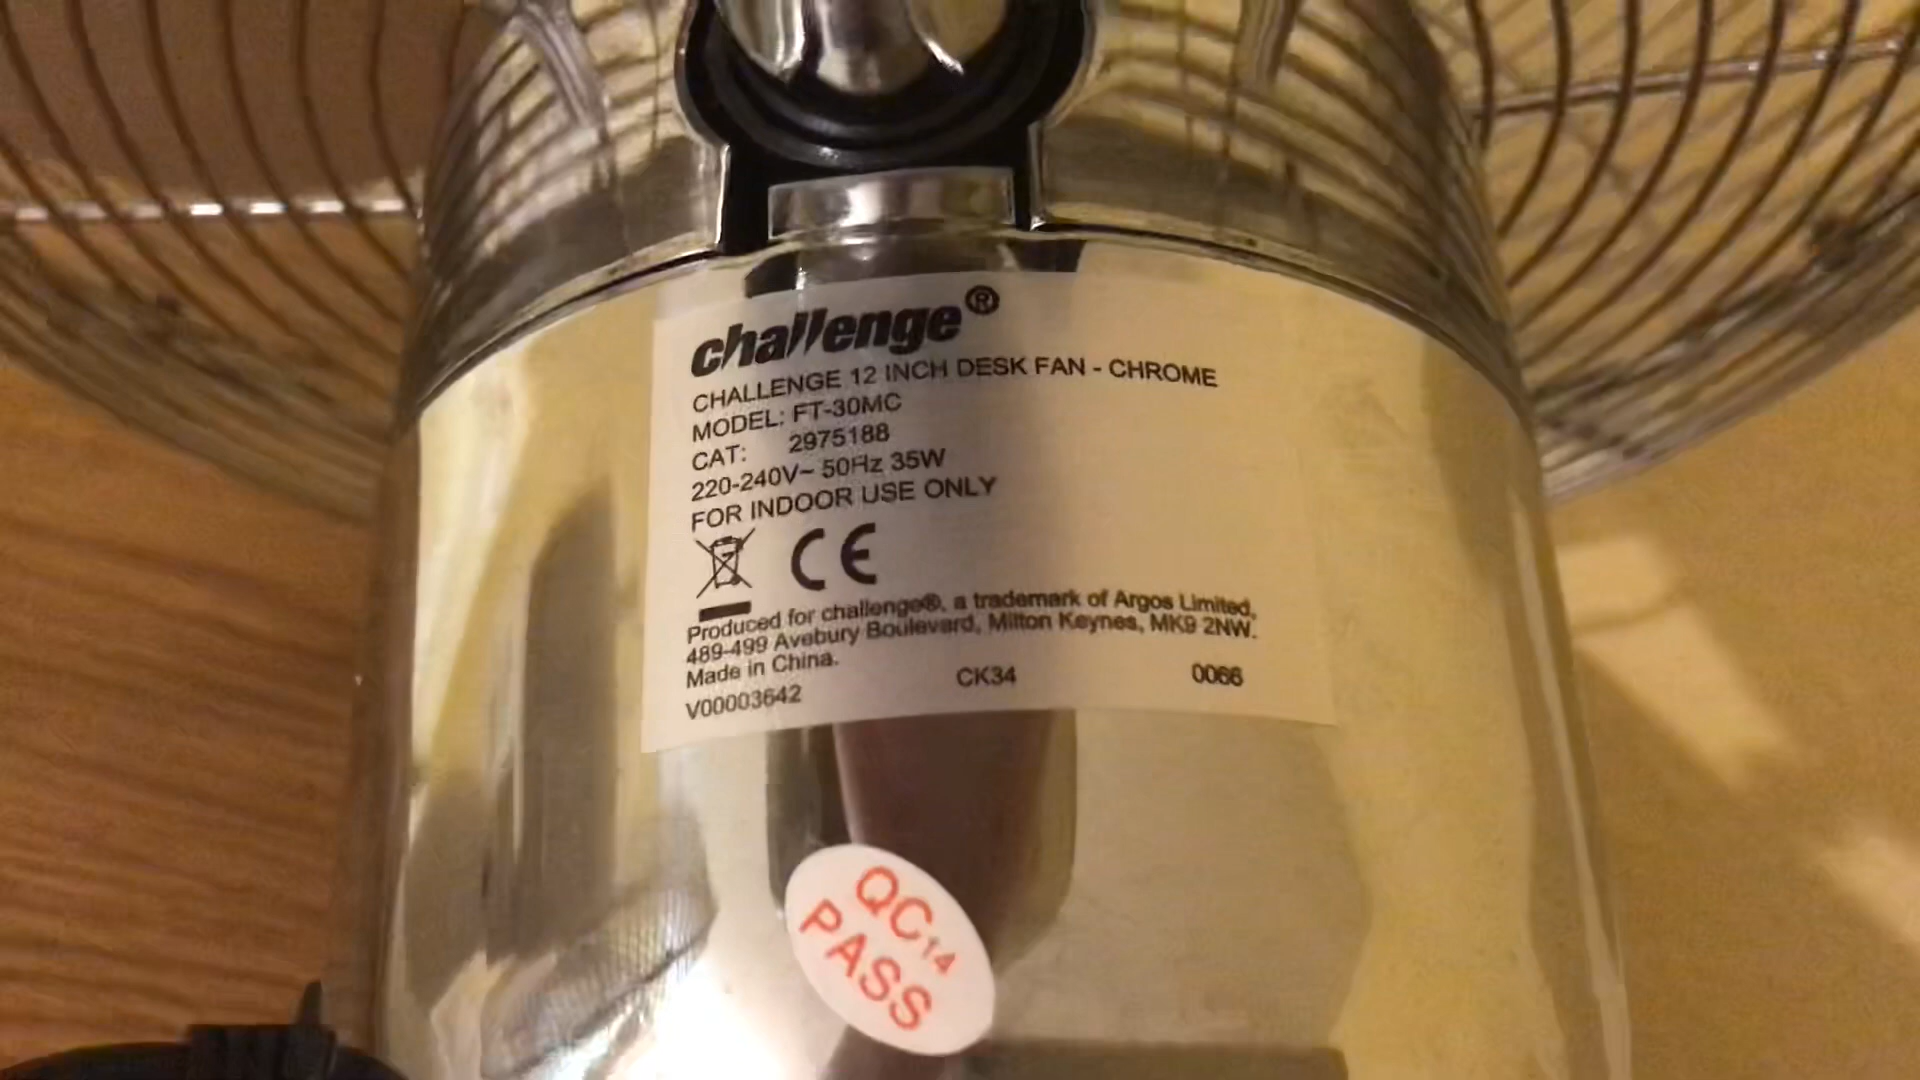 challenge®
CHALLENGE 12 INCH DESK FAN - CHROME
MODEL: FT-30MC
CAT: 2975188
220-240V~ 50Hz 35W
FOR INDOOR USE ONLY
CE
Produced for challenge®, a trademark of Argos Limited,
489-499 Avebury Boulevard, Milton Keynes, MK9 2NW.
Made in China.
V00003642 CK34 0066
QC14
PASS